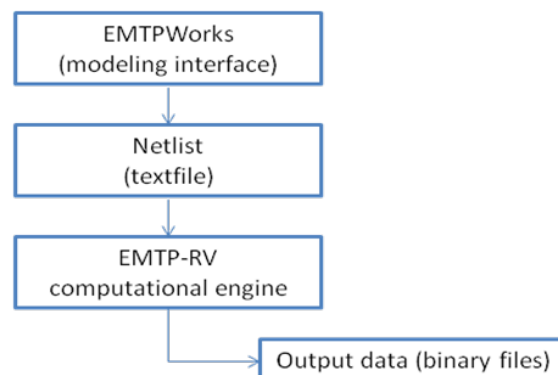 EMTPWorks
(modeling interface)
Netlist
(textfile)
EMTP-RV
computational engine
Output data (binary files)